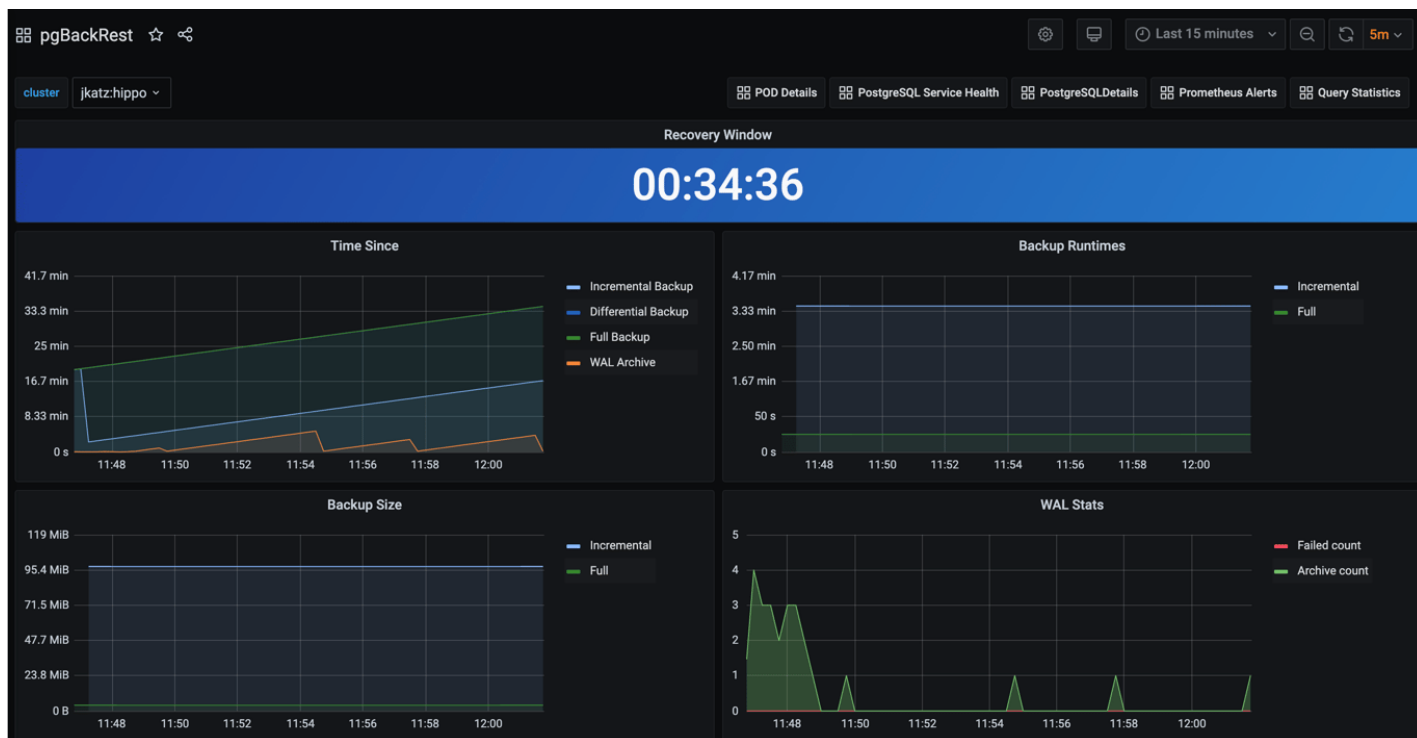 pgBackRest
Last 15 minutes
5m
cluster
jkatz:hippo
POD Details
PostgreSQL Service Health
PostgreSQLDetails
Prometheus Alerts
Query Statistics
Recovery Window
00:34:36
Time Since
41.7 min
33.3 min
25 min
16.7 min
8.33 min
0 s
11:48 11:50 11:52 11:54 11:56 11:58 12:00
Incremental Backup
Differential Backup
Full Backup
WAL Archive
Backup Runtimes
4.17 min
3.33 min
2.50 min
1.67 min
50 s
0 s
11:48 11:50 11:52 11:54 11:56 11:58 12:00
Incremental
Full
Backup Size
119 MiB
95.4 MiB
71.5 MiB
47.7 MiB
23.8 MiB
0 B
11:48 11:50 11:52 11:54 11:56 11:58 12:00
Incremental
Full
WAL Stats
5
4
3
2
1
0
11:48 11:50 11:52 11:54 11:56 11:58 12:00
Failed count
Archive count